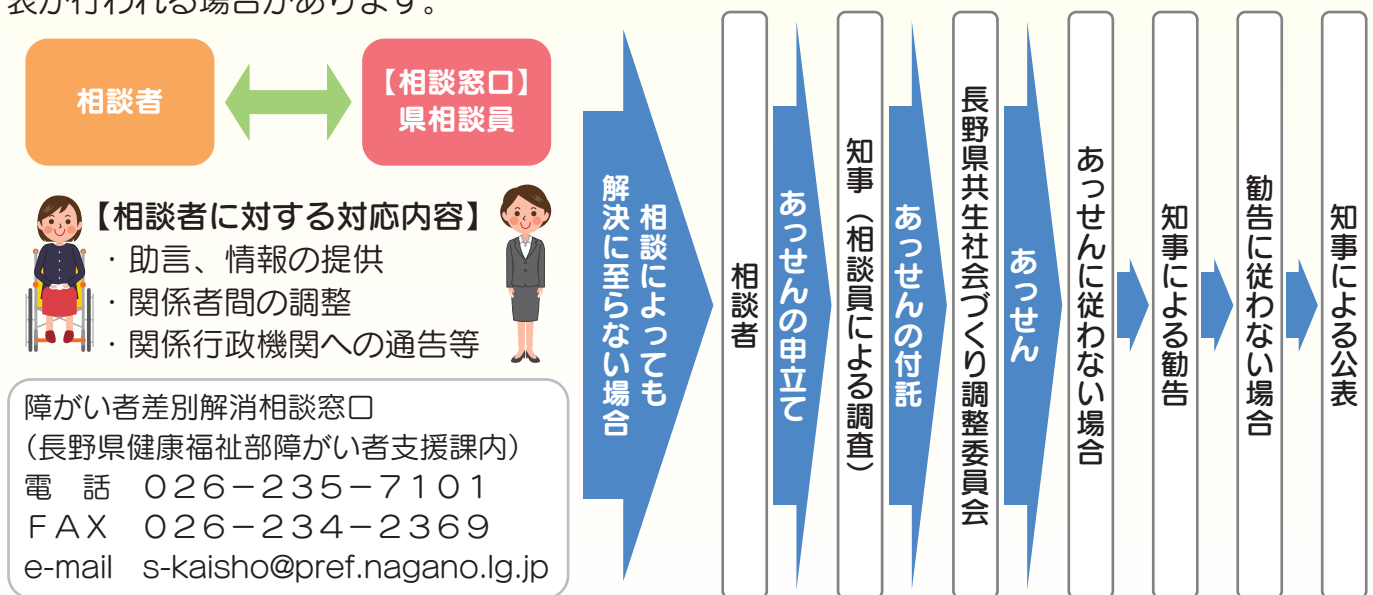 表が行われる場合があります。
相談者
【相談窓口】
県相談員
【相談者に対する対応内容】
・助言、情報の提供
・関係者間の調整
・関係行政機関への通告等
障がい者差別解消相談窓口
（長野県健康福祉部障がい者支援課内）
電　話　０２６－２３５－７１０１
ＦＡＸ　０２６－２３４－２３６９
e-mail　s-kaisho@pref.nagano.lg.jp
相談によっても
解決に至らない場合
相談者
あっせんの申立て
知事（相談員による調査）
あっせんの付託
長野県共生社会づくり調整委員会
あっせん
あっせんに従わない場合
知事による勧告
勧告に従わない場合
知事による公表